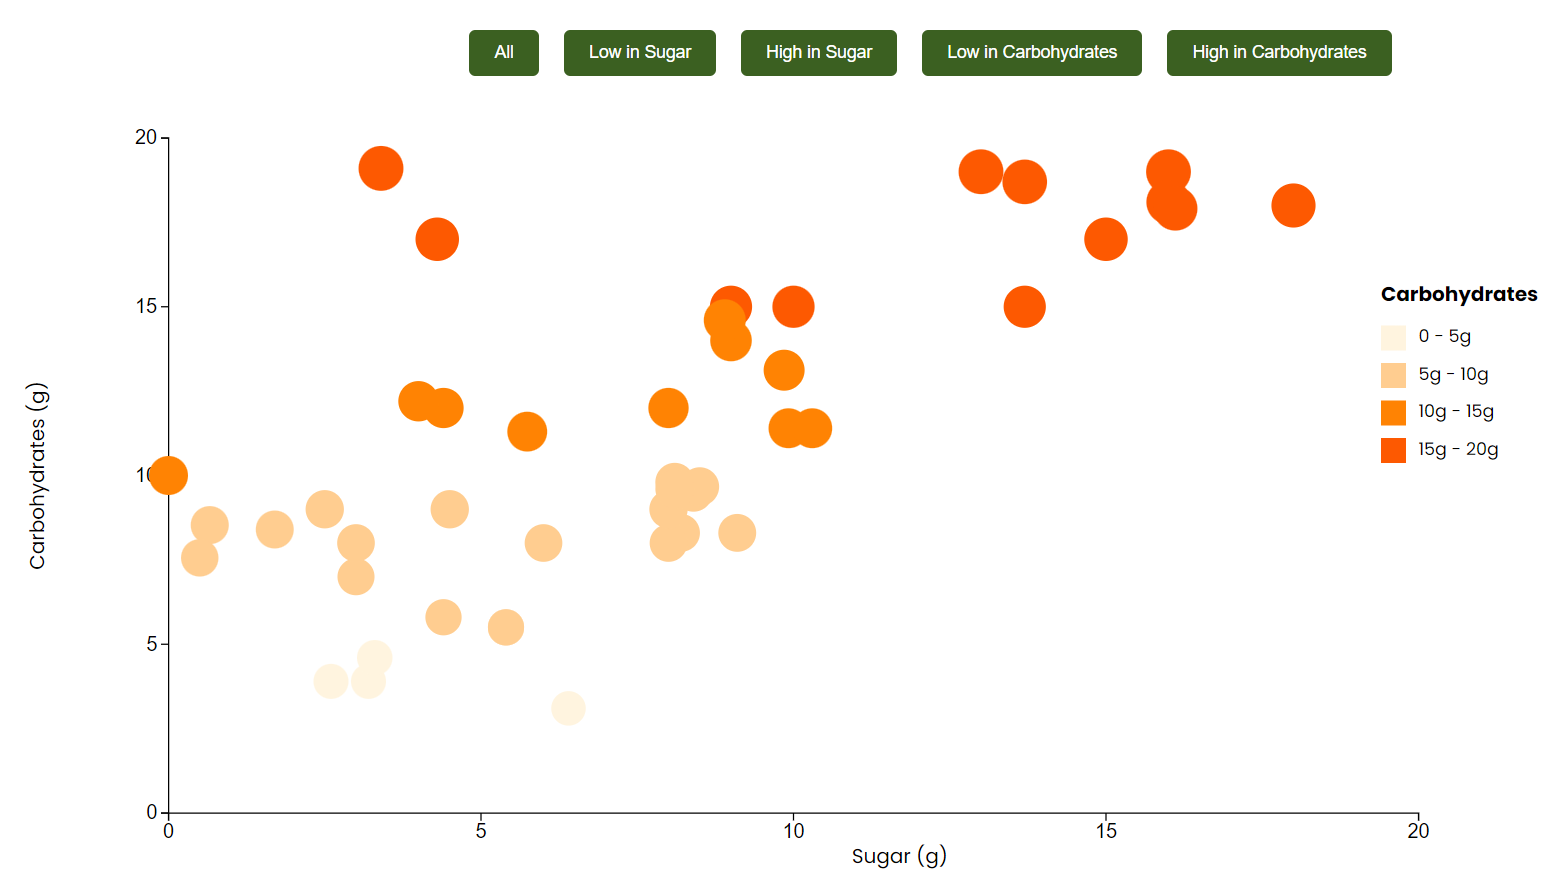 All
Low in Sugar
High in Sugar
Low in Carbohydrates
High in Carbohydrates
20
15
10
5
0
Carbohydrates (g)
0
5
10
15
20
Sugar (g)
Carbohydrates
0 - 5g
5g - 10g
10g - 15g
15g - 20g